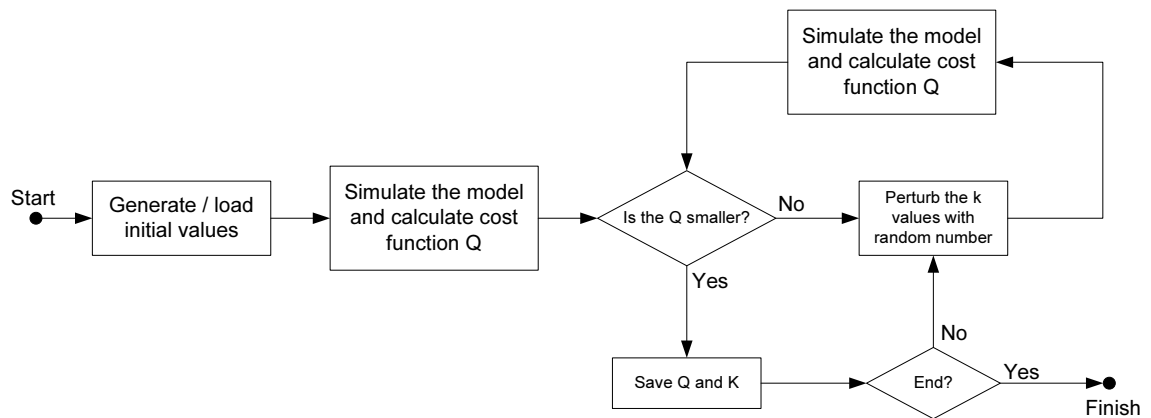 Start
Generate / load
initial values
Simulate the model
and calculate cost
function Q
Is the Q smaller?
No
Yes
Perturb the k
values with
random number
Simulate the model
and calculate cost
function Q
Save Q and K
End?
No
Yes
Finish